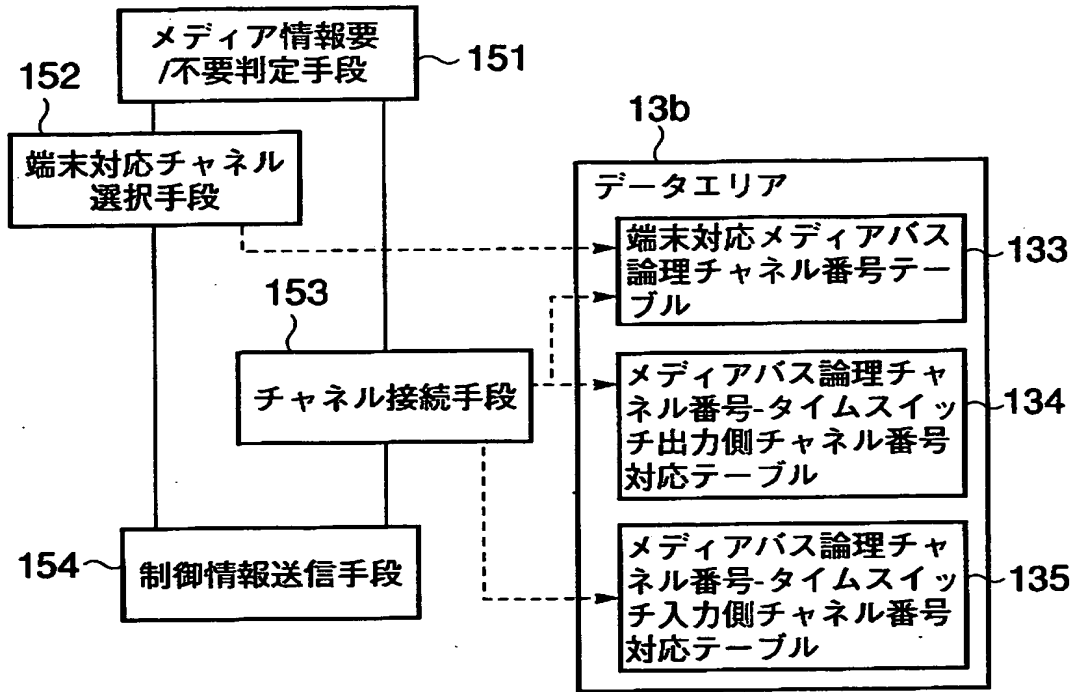 メディア情報要
/不要判定手段
151
152
端末対応チャネル
選択手段
153
チャネル接続手段
154
制御情報送信手段
13b
データエリア
端末対応メディアバス
論理チャネル番号テー
ブル
133
メディアバス論理チャ
ネル番号-タイムスイッ
チ出力側チャネル番号
対応テーブル
134
メディアバス論理チャ
ネル番号-タイムスイッ
チ入力側チャネル番号
対応テーブル
135